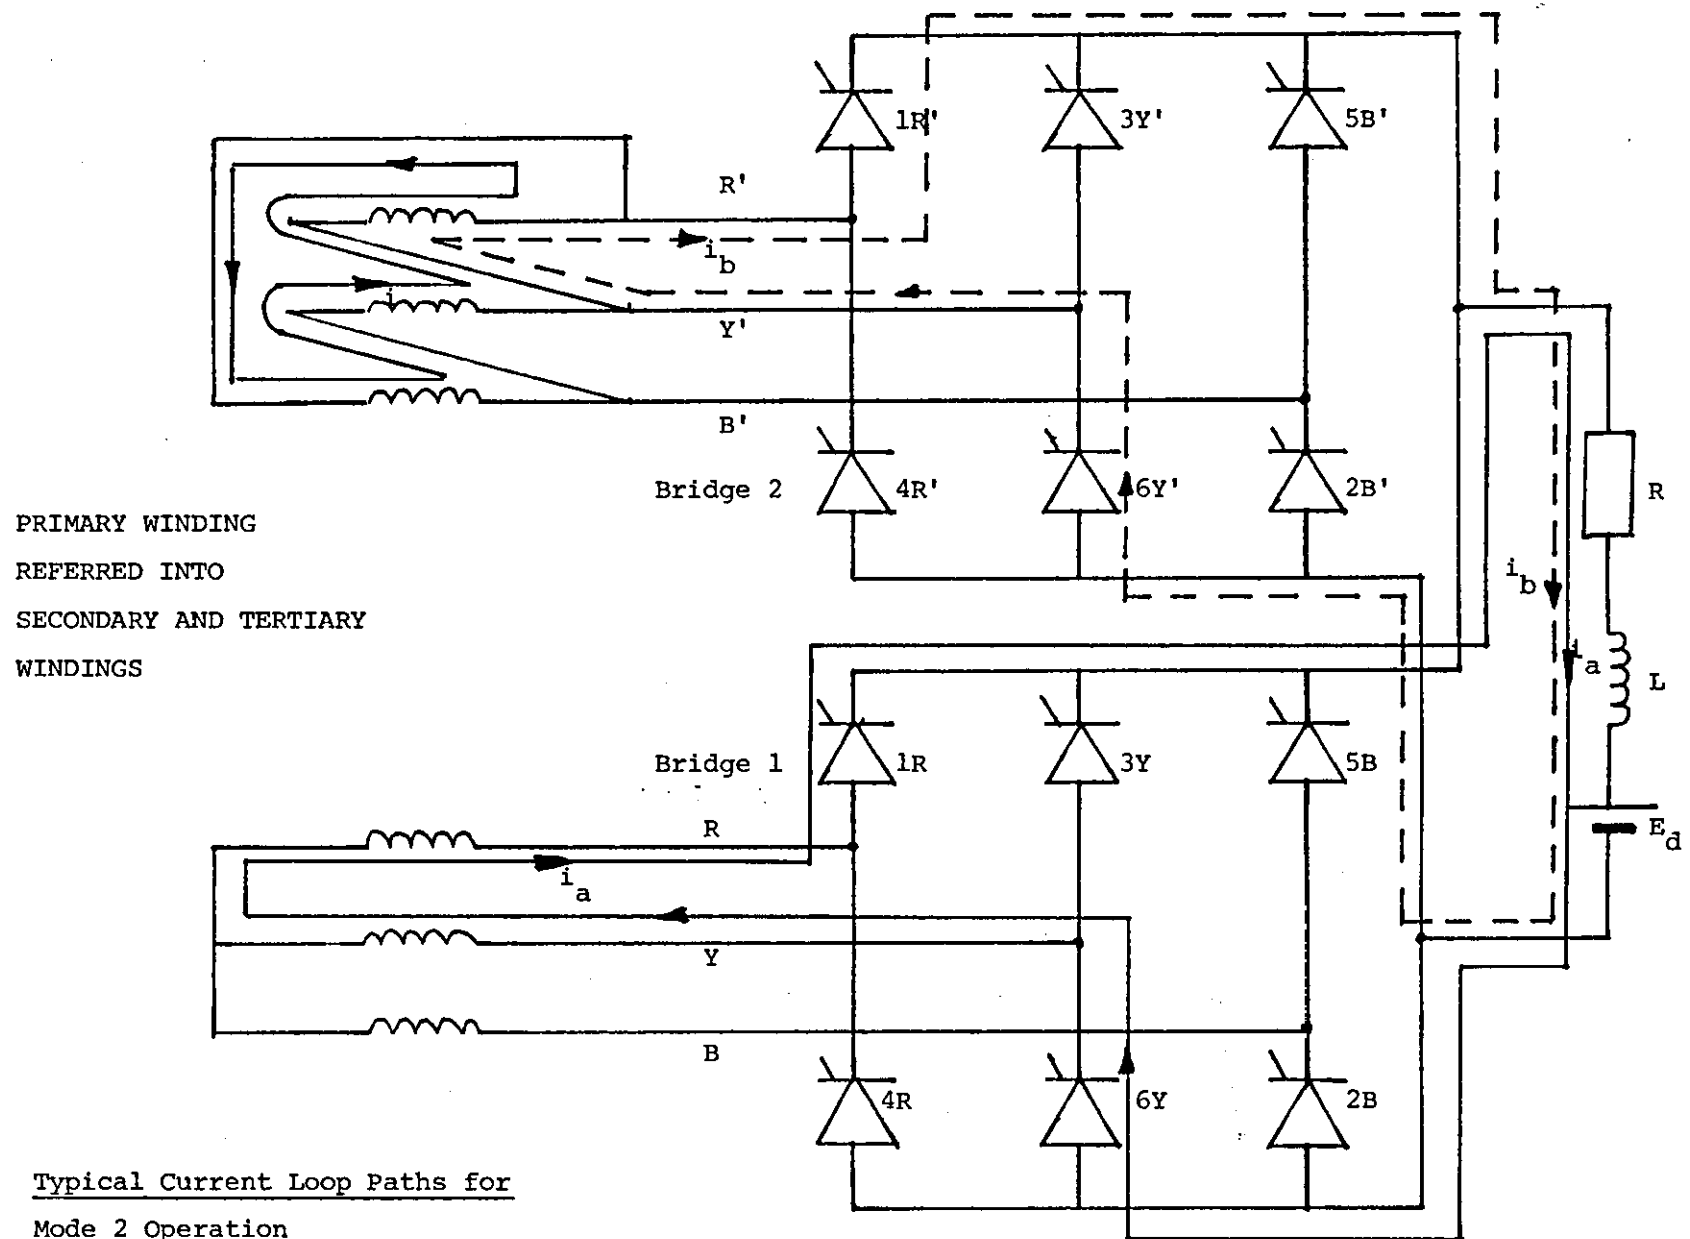 1R'
3Y'
5B'
R'
i b
i
Y'
B'
Bridge 2
4R'
6Y'
2B'
R
PRIMARY WINDING
REFERRED INTO
SECONDARY AND TERTIARY
WINDINGS
i b
i a
L
Bridge 1
1R
3Y
5B
R
E d
i a
Y
B
4R
6Y
2B
Typical Current Loop Paths for
Mode 2 Operation